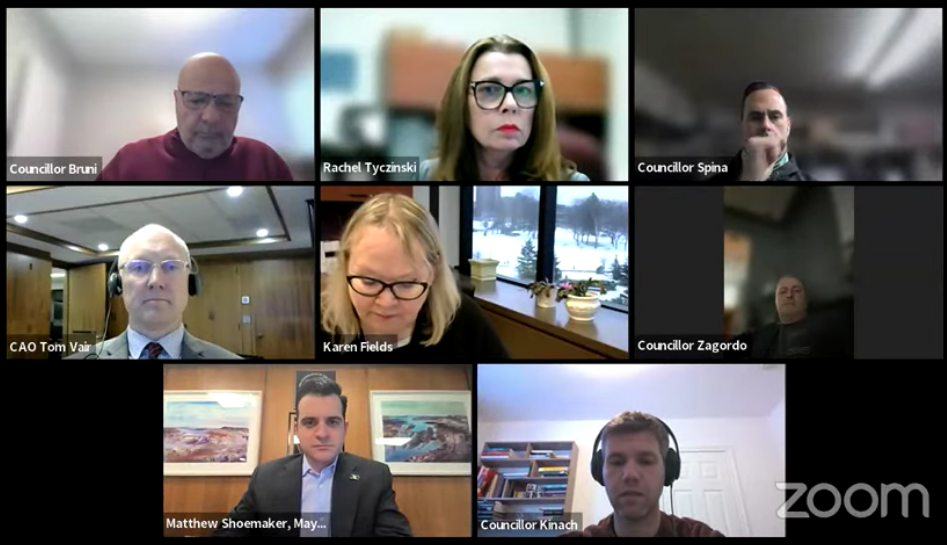 Councillor Bruni
Rachel Tyczinski
Councillor Spina
CAO Tom Vair
Karen Fields
Councillor Zagordo
Matthew Shoemaker, May...
Councillor Kinach
zoom